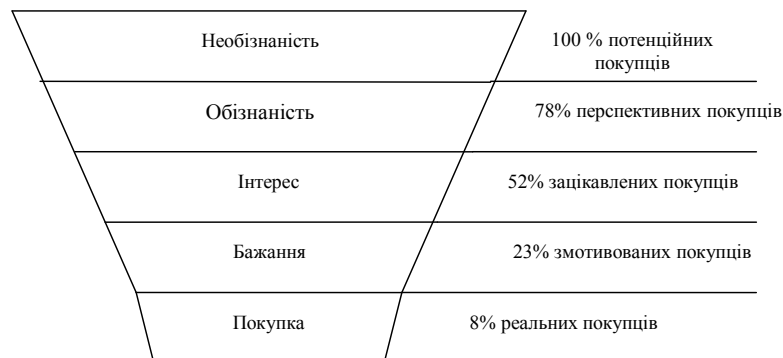 Необізнаність
100 % потенційних
покупців
Обізнаність
78% перспективних покупців
Інтерес
52% зацікавлених покупців
Бажання
23% змотивованих покупців
Покупка
8% реальних покупців